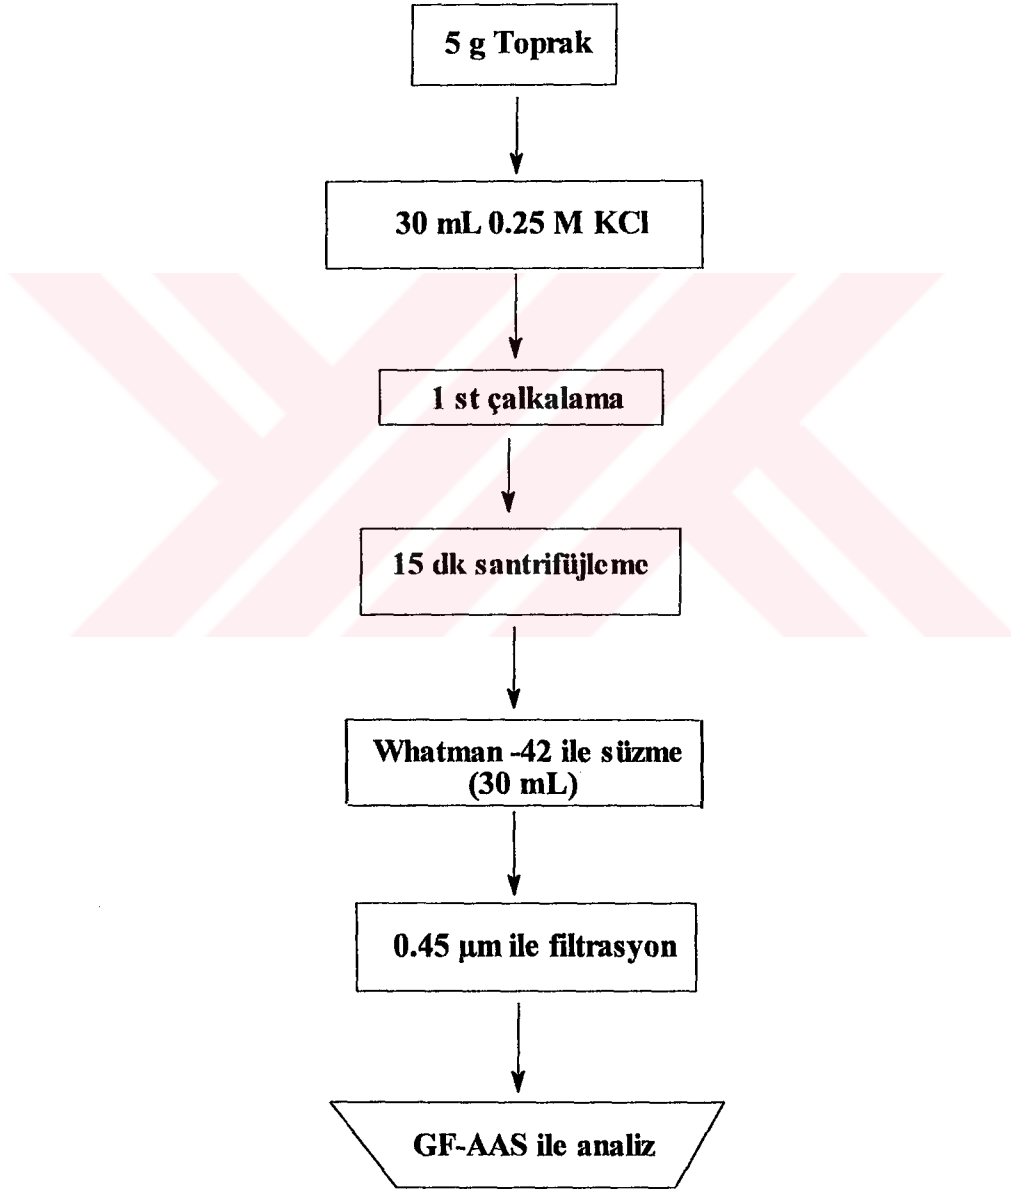 5 g Toprak
30 mL 0.25 M KCl
1 st çalkalama
15 dk santrifüjleme
Whatman -42 ile süzme
(30 mL)
0.45 µm ile filtrasyon
GF-AAS ile analiz